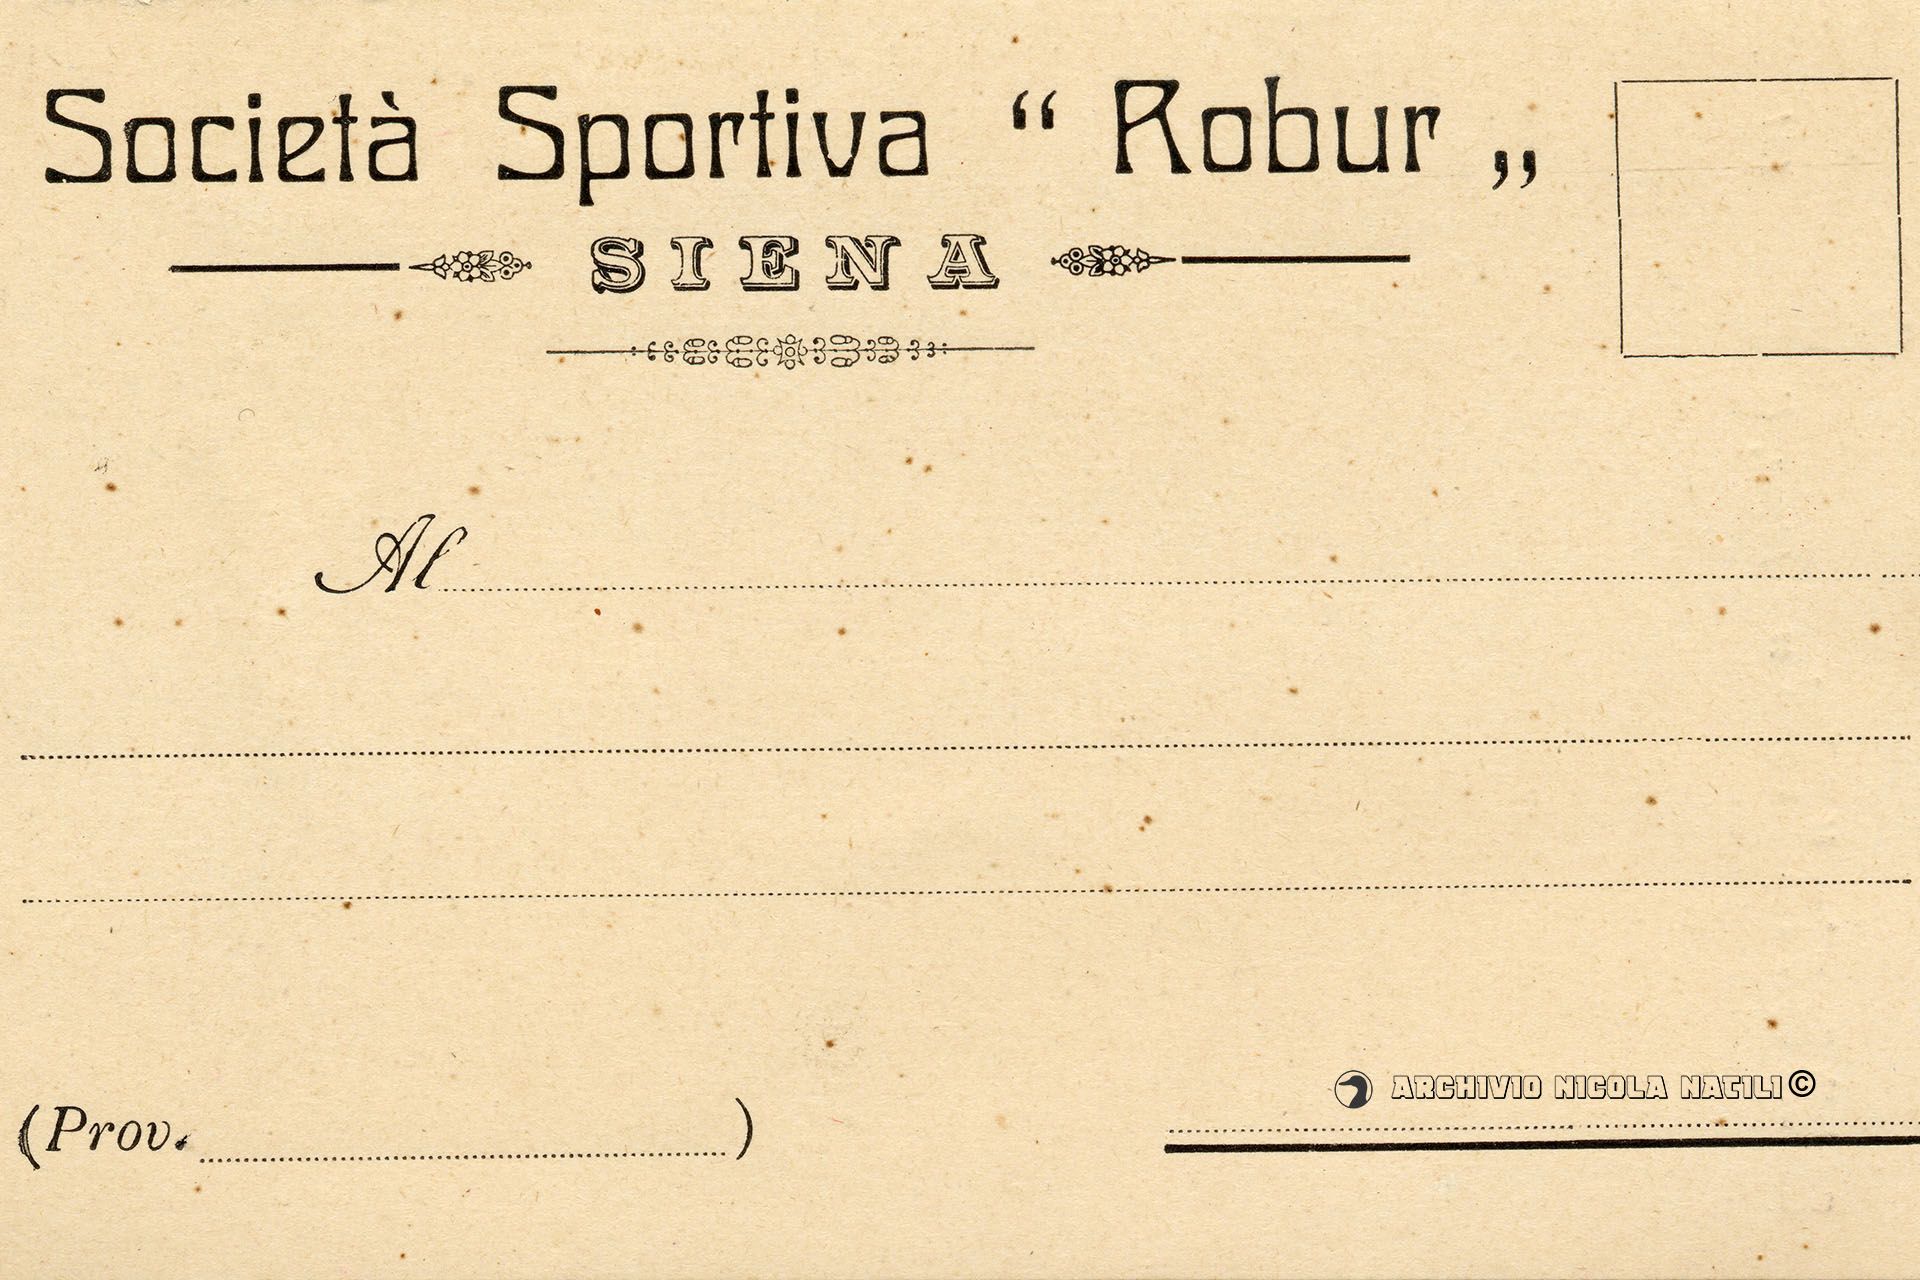 Società Sportiva “ Robur „
SIENA
Al
ARCHIVIO NICOLA NATILI©
(Prov. )